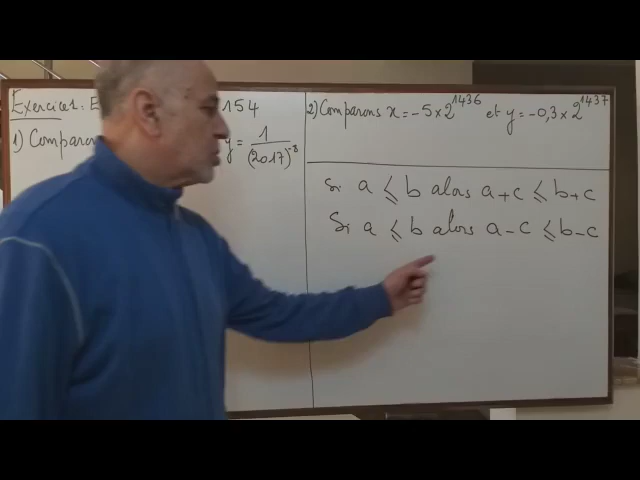 Exercice1: E 154
1) Comparons y = 1/(2017)^-8
2) Comparons x = -5 × 2^1436 et y = -0,3 × 2^1437
Si a ⩽ b alors a + c ⩽ b + c
Si a ⩽ b alors a - c ⩽ b - c